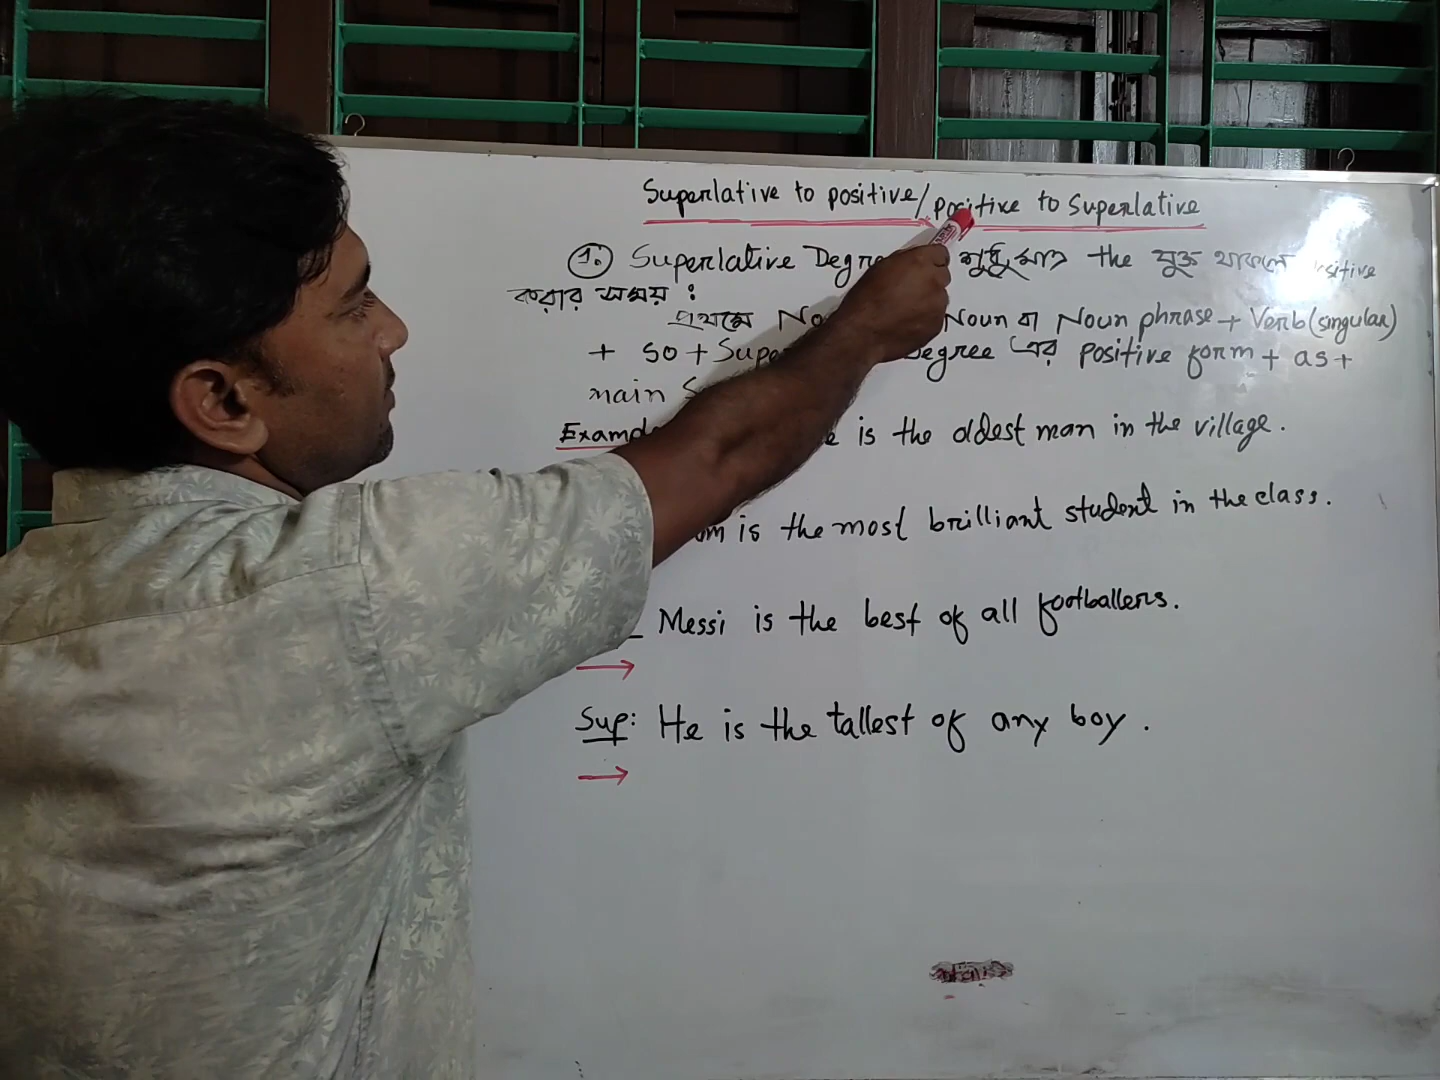 Superlative to positive/positive to Superlative
1. Superlative Degree শুধু মাত্র the যুক্ত থাকলে positive
করার সময় :
প্রথমে No Noun বা Noun phrase + Verb (singular)
+ so + Superlative Degree এর positive form + as +
main
Example is the oldest man in the village.
is the most brilliant student in the class.
Messi is the best of all footballers.
→
Sup: He is the tallest of any boy.
→